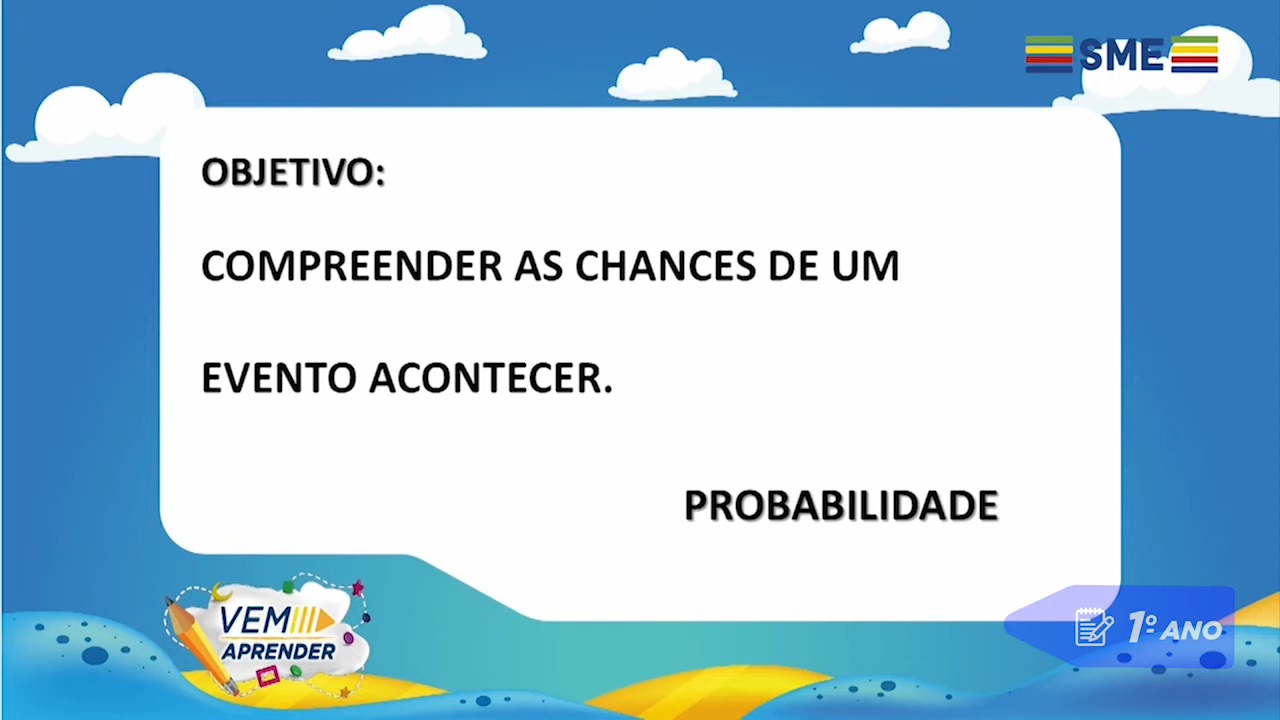 SME
OBJETIVO:
COMPREENDER AS CHANCES DE UM
EVENTO ACONTECER.
PROBABILIDADE
VEM
APRENDER
1º ANO